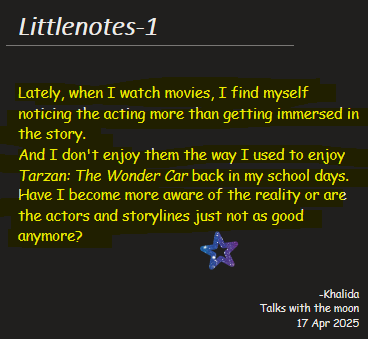 Littlenotes-1
Lately, when I watch movies, I find myself
noticing the acting more than getting immersed in
the story.
And I don't enjoy them the way I used to enjoy
Tarzan: The Wonder Car back in my school days.
Have I become more aware of the reality or are
the actors and storylines just not as good
anymore?
-Khalida
Talks with the moon
17 Apr 2025